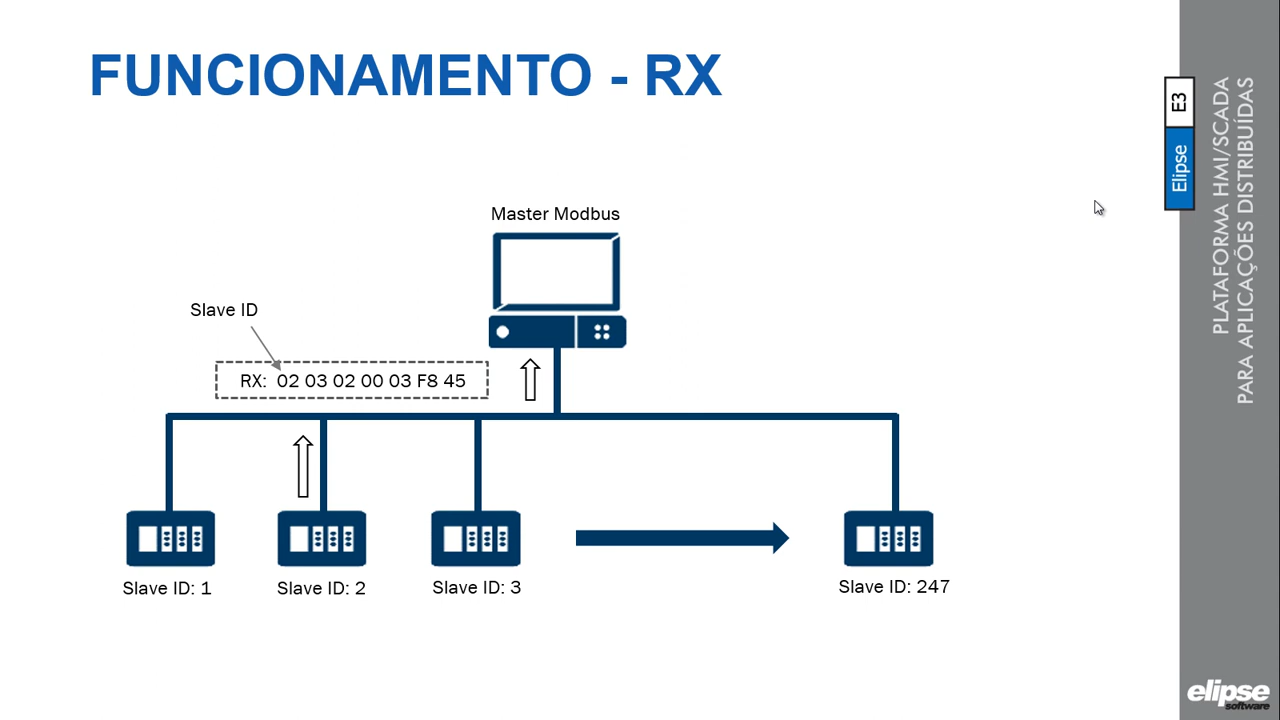 FUNCIONAMENTO - RX
Master Modbus
Slave ID
RX: 02 03 02 00 03 F8 45
Slave ID: 1
Slave ID: 2
Slave ID: 3
Slave ID: 247
Elipse E3
PLATAFORMA HMI/SCADA
PARA APLICAÇÕES DISTRIBUÍDAS
elipse
software